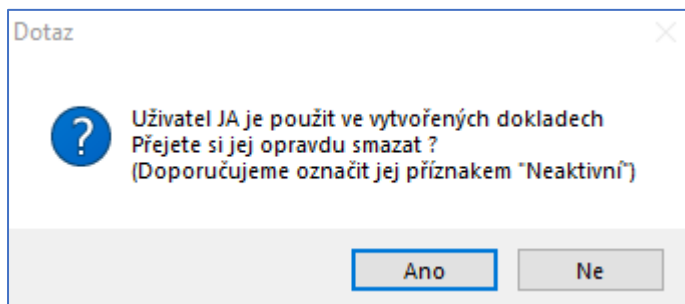 Dotaz
Uživatel JA je použit ve vytvořených dokladech
Přejete si jej opravdu smazat ?
(Doporučujeme označit jej příznakem "Neaktivní")
Ano
Ne